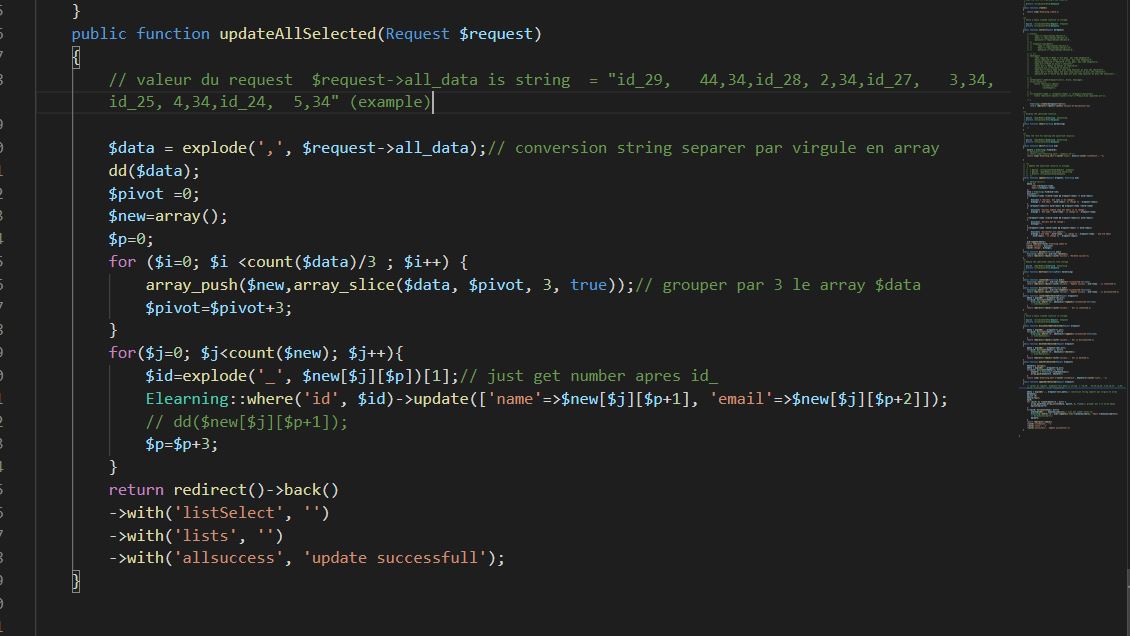 }
public function updateAllSelected(Request $request)
{
// valeur du request  $request->all_data is string  = "id_29,   44,34,id_28, 2,34,id_27,   3,34,
id_25, 4,34,id_24,  5,34" (example)
$data = explode(',', $request->all_data);// conversion string separer par virgule en array
dd($data);
$pivot =0;
$new=array();
$p=0;
for ($i=0; $i <count($data)/3 ; $i++) {
array_push($new,array_slice($data, $pivot, 3, true));// grouper par 3 le array $data
$pivot=$pivot+3;
}
for($j=0; $j<count($new); $j++){
$id=explode('_', $new[$j][$p])[1];// just get number apres id_
Elearning::where('id', $id)->update(['name'=>$new[$j][$p+1], 'email'=>$new[$j][$p+2]]);
// dd($new[$j][$p+1]);
$p=$p+3;
}
return redirect()->back()
->with('listSelect', '')
->with('lists', '')
->with('allsuccess', 'update successfull');
}